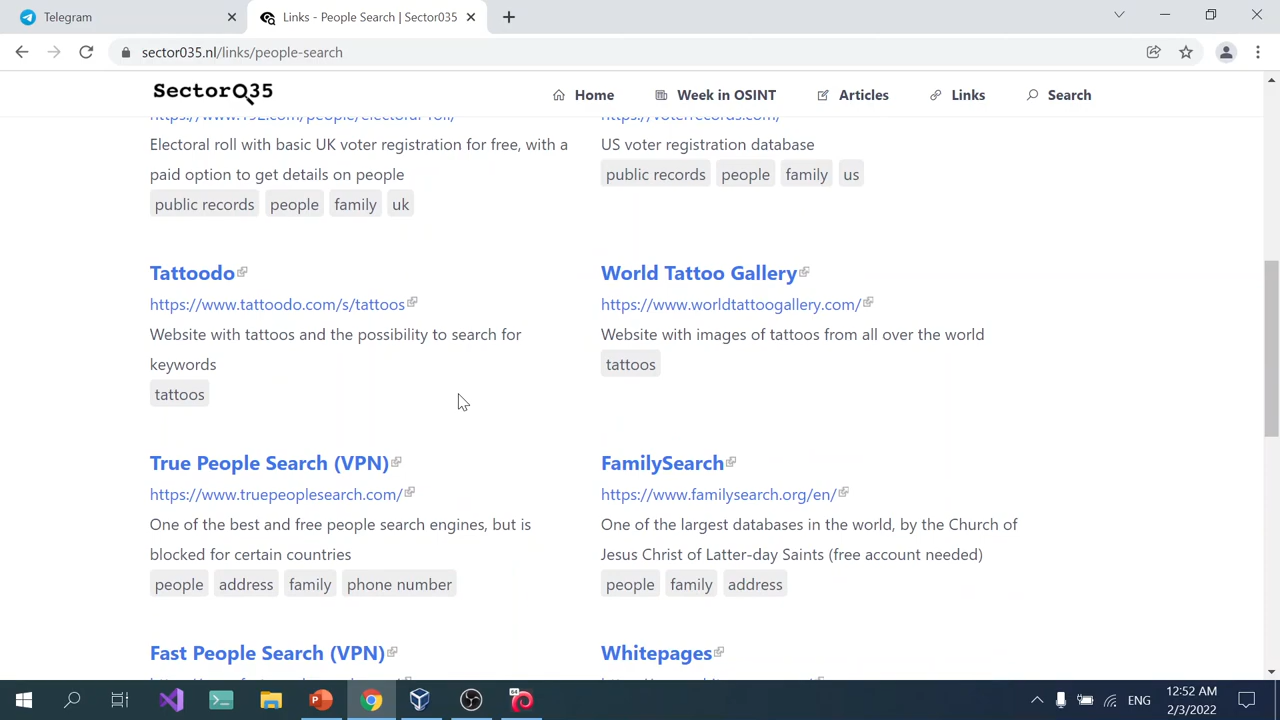 Telegram
Links - People Search | Sector035
sector035.nl/links/people-search
Sector035
Home
Week in OSINT
Articles
Links
Search
https://www.192.com/people/electoral-roll/
Electoral roll with basic UK voter registration for free, with a
paid option to get details on people
public records people family uk
https://voterrecords.com/
US voter registration database
public records people family us
Tattoodo
https://www.tattoodo.com/s/tattoos
Website with tattoos and the possibility to search for
keywords
tattoos
World Tattoo Gallery
https://www.worldtattoogallery.com/
Website with images of tattoos from all over the world
tattoos
True People Search (VPN)
https://www.truepeoplesearch.com/
One of the best and free people search engines, but is
blocked for certain countries
people address family phone number
FamilySearch
https://www.familysearch.org/en/
One of the largest databases in the world, by the Church of
Jesus Christ of Latter-day Saints (free account needed)
people family address
Fast People Search (VPN)
Whitepages
64
ENG
12:52 AM
2/3/2022